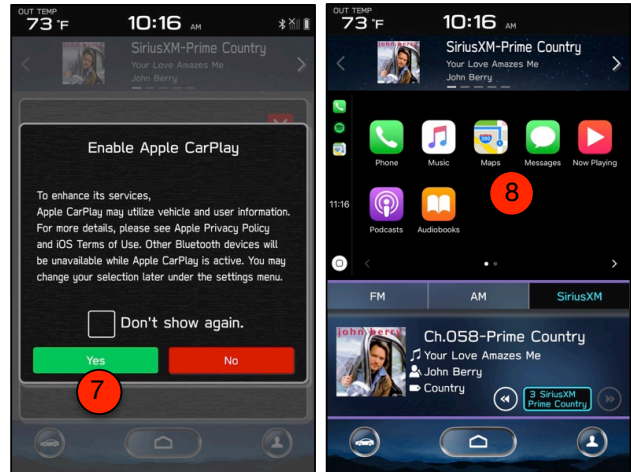 OUT TEMP
73 °F
10:16 AM
SiriusXM-Prime Country
Your Love Amazes Me
John Berry
Enable Apple CarPlay
To enhance its services,
Apple CarPlay may utilize vehicle and user information.
For more details, please see Apple Privacy Policy
and iOS Terms of Use. Other Bluetooth devices will
be unavailable while Apple CarPlay is active. You may
change your selection later under the settings menu.
Don't show again.
Yes
No
7
OUT TEMP
73 °F
10:16 AM
SiriusXM-Prime Country
Your Love Amazes Me
John Berry
Phone
Music
Maps
Messages
Now Playing
8
11:16
Podcasts
Audiobooks
FM
AM
SiriusXM
john berry
Ch.058-Prime Country
Your Love Amazes Me
John Berry
Country
3 SiriusXM
Prime Country